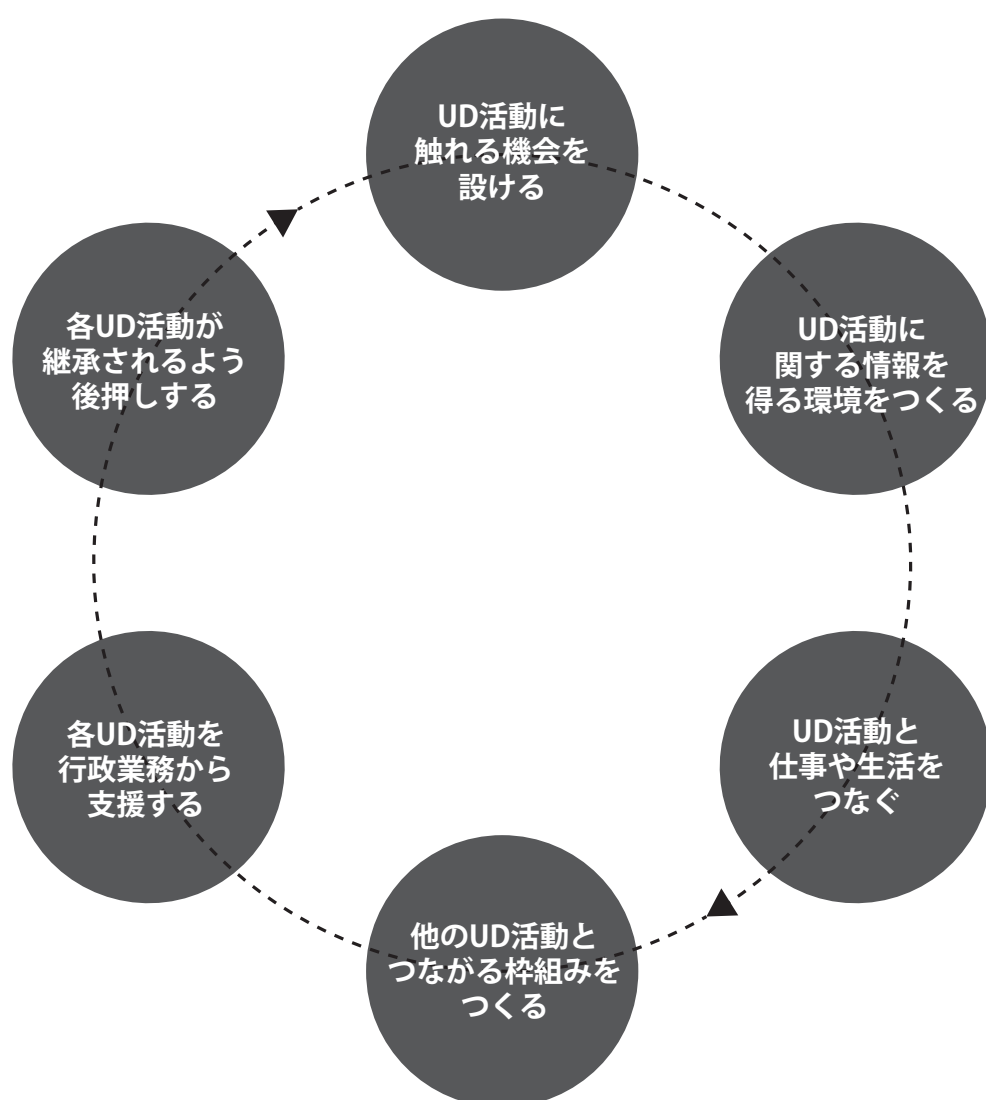 UD活動に
触れる機会を
設ける
UD活動に
関する情報を
得る環境をつくる
UD活動と
仕事や生活を
つなぐ
他のUD活動と
つながる枠組みを
つくる
各UD活動を
行政業務から
支援する
各UD活動が
継承されるよう
後押しする